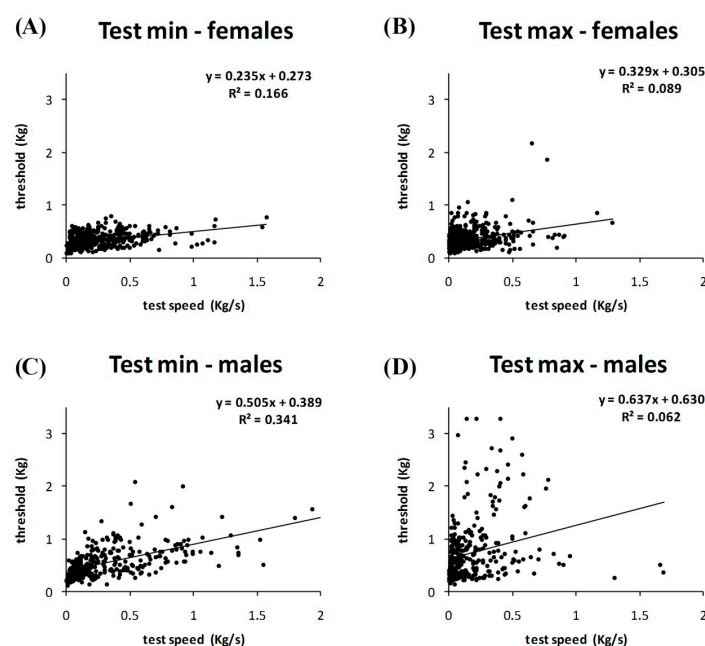 (A) Test min - females
y = 0.235x + 0.273
R² = 0.166
threshold (Kg)
3
2
1
0
0 0.5 1 1.5 2
test speed (Kg/s)
(B) Test max - females
y = 0.329x + 0.305
R² = 0.089
threshold (Kg)
3
2
1
0
0 0.5 1 1.5 2
test speed (Kg/s)
(C) Test min - males
y = 0.505x + 0.389
R² = 0.341
threshold (Kg)
3
2
1
0
0 0.5 1 1.5 2
test speed (Kg/s)
(D) Test max - males
y = 0.637x + 0.630
R² = 0.062
threshold (Kg)
3
2
1
0
0 0.5 1 1.5 2
test speed (Kg/s)